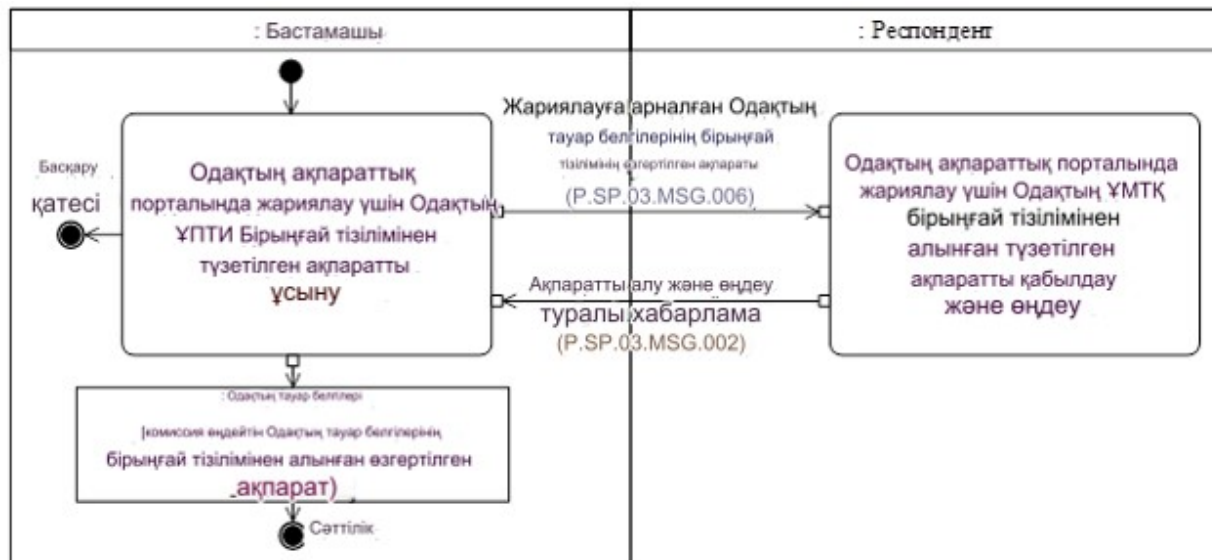 : Бастамашы
: Респондент
Басқару
қатесі
Одақтың ақпараттық
порталында жариялау үшін Одақтың
ҰПТИ Бірыңғай тізілімінен
түзетілген ақпаратты
ұсыну
Жариялауға арналған Одақтың
тауар белгілерінің бірыңғай
тізілімінің өзгертілген ақпараты
(P.SP.03.MSG.006)
Ақпаратты алу және өңдеу
туралы хабарлама
(P.SP.03.MSG.002)
Одақтың ақпараттық порталында
жариялау үшін Одақтың ҰМТҚ
бірыңғай тізілімінен
алынған түзетілген
ақпаратты қабылдау
және өңдеу
: Одақтың тауар белгілері
[комиссия өңдейтін Одақтың тауар белгілерінің
бірыңғай тізілімінен алынған өзгертілген
ақпарат)
Сәттілік